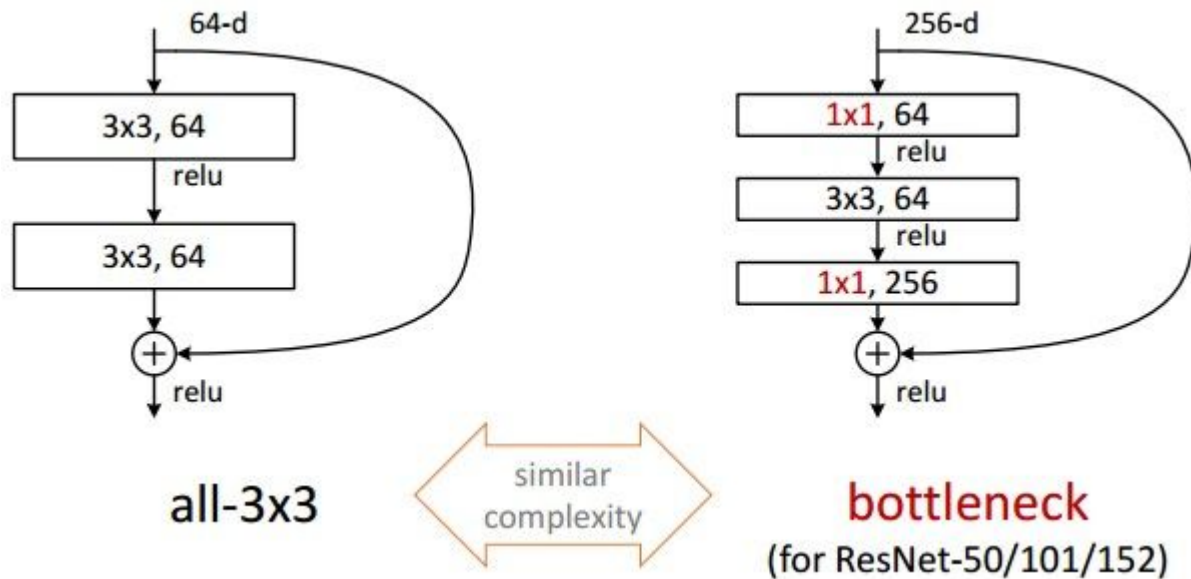 64-d
3x3, 64
relu
3x3, 64
+
relu
all-3x3
similar
complexity
256-d
1x1, 64
relu
3x3, 64
relu
1x1, 256
+
relu
bottleneck
(for ResNet-50/101/152)